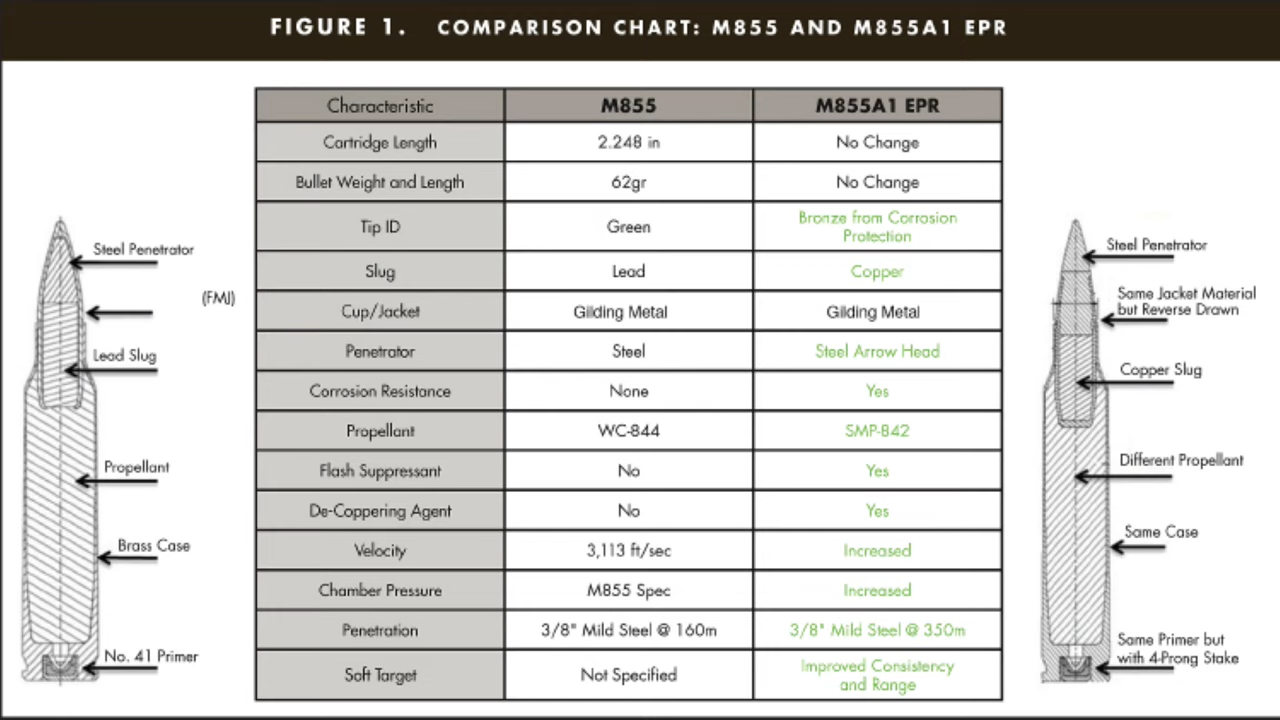 FIGURE 1. COMPARISON CHART: M855 AND M855A1 EPR
Characteristic M855 M855A1 EPR
Cartridge Length 2.248 in No Change
Bullet Weight and Length 62gr No Change
Tip ID Green Bronze from Corrosion
Protection
Slug Lead Copper
Cup/Jacket Gilding Metal Gilding Metal
Penetrator Steel Steel Arrow Head
Corrosion Resistance None Yes
Propellant WC-844 SMP-842
Flash Suppressant No Yes
De-Coppering Agent No Yes
Velocity 3,113 ft/sec Increased
Chamber Pressure M855 Spec Increased
Penetration 3/8" Mild Steel @ 160m 3/8" Mild Steel @ 350m
Soft Target Not Specified Improved Consistency
and Range
Steel Penetrator
(FMJ)
Lead Slug
Propellant
Brass Case
No. 41 Primer
Steel Penetrator
Same Jacket Material
but Reverse Drawn
Copper Slug
Different Propellant
Same Case
Same Primer but
with 4-Prong Stake